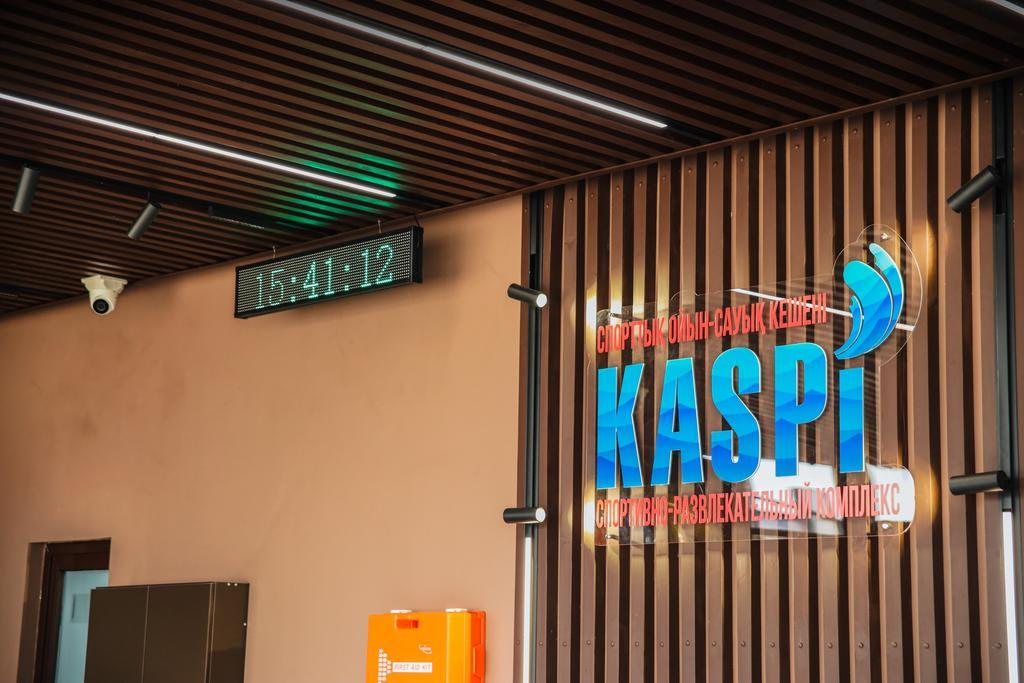 15:41:12
СПОРТТЫҚ ОЙЫН-САУЫҚ КЕШЕНІ
KASPI
СПОРТИВНО-РАЗВЛЕКАТЕЛЬНЫЙ КОМПЛЕКС
FIRST AID KIT